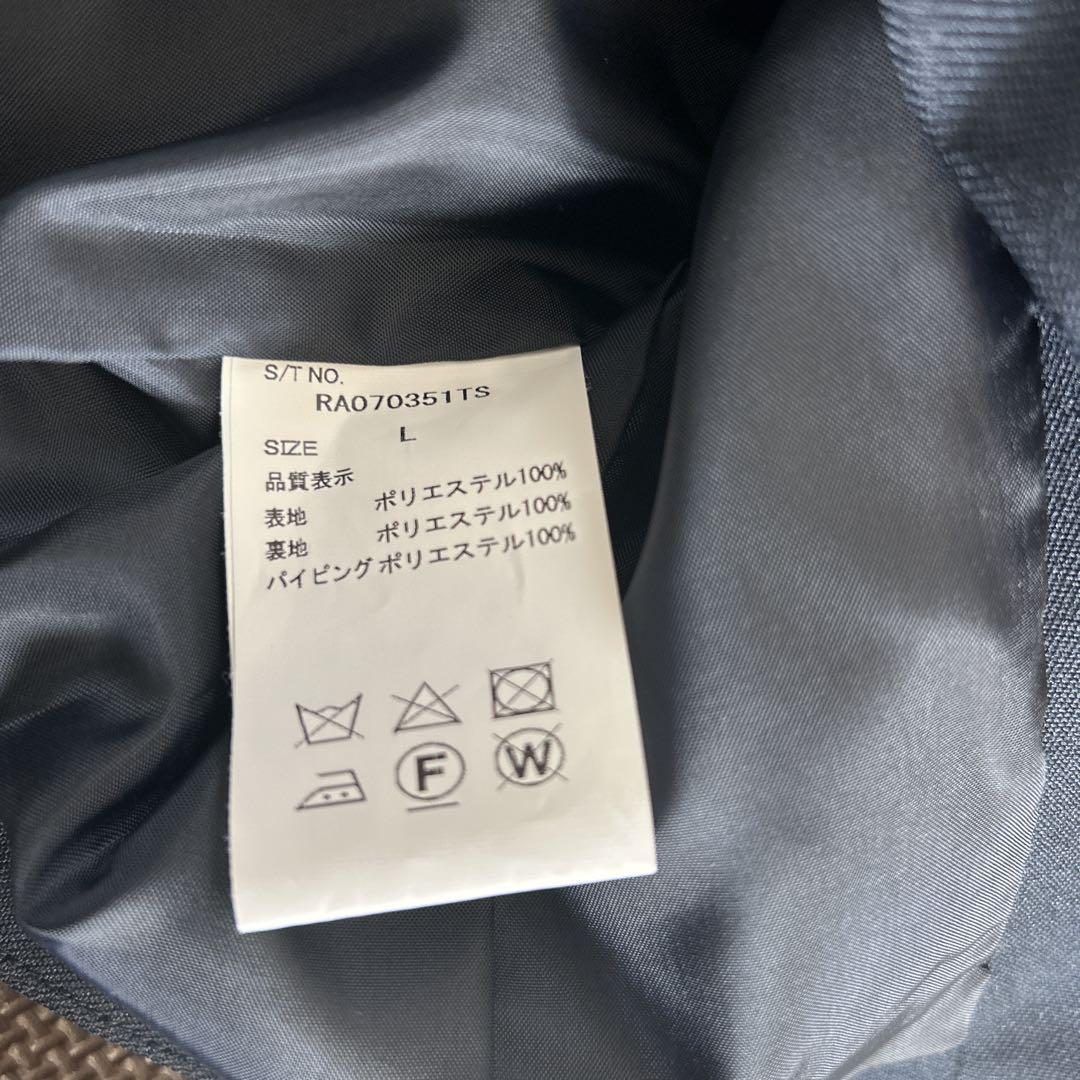 S/T NO.
RA070351TS
SIZE L
品質表示
表地 ポリエステル100%
裏地 ポリエステル100%
パイピング ポリエステル100%
F W